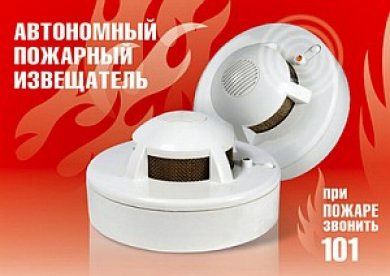 АВТОНОМНЫЙ
ПОЖАРНЫЙ
ИЗВЕЩАТЕЛЬ
при
ПОЖАРЕ
ЗВОНИТЬ
101